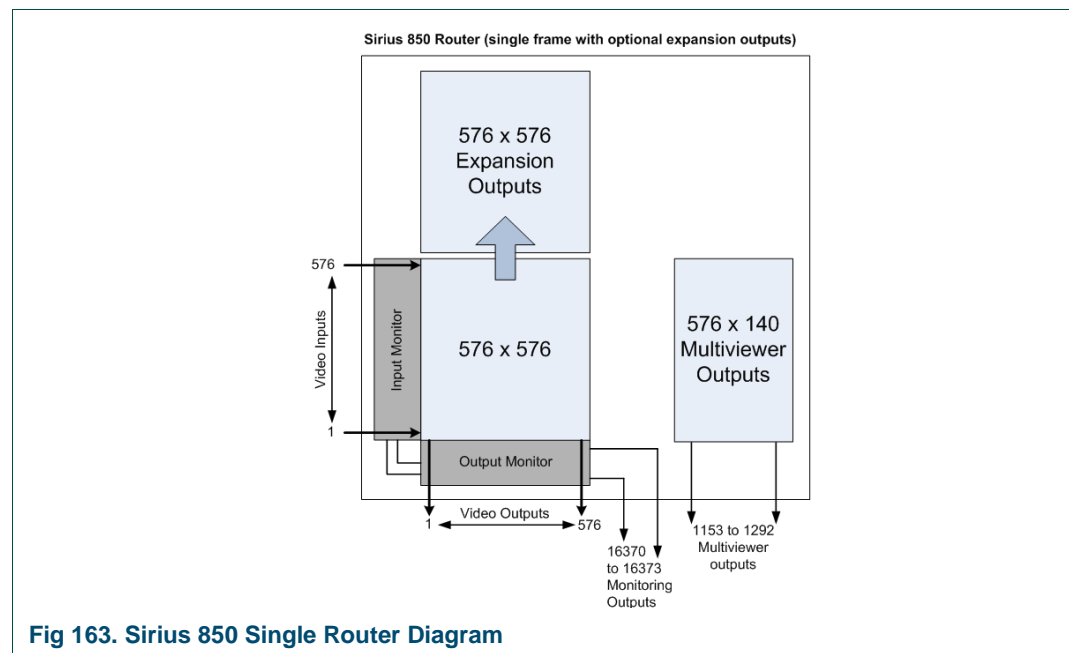 Sirius 850 Router (single frame with optional expansion outputs)
576 x 576
Expansion
Outputs
576
Video Inputs
1
Input Monitor
576 x 576
576 x 140
Multiviewer
Outputs
Output Monitor
1
Video Outputs
576
16370
to 16373
Monitoring
Outputs
1153 to 1292
Multiviewer
outputs
Fig 163. Sirius 850 Single Router Diagram